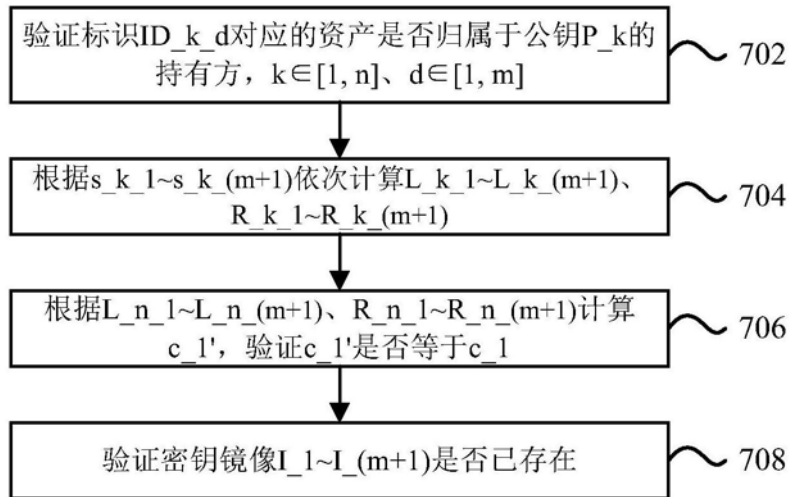 验证标识ID_k_d对应的资产是否归属于公钥P_k的
持有方，k∈[1, n]、d∈[1, m]
702
根据s_k_1~s_k_(m+1)依次计算L_k_1~L_k_(m+1)、
R_k_1~R_k_(m+1)
704
根据L_n_1~L_n_(m+1)、R_n_1~R_n_(m+1)计算
c_1'，验证c_1'是否等于c_1
706
验证密钥镜像I_1~I_(m+1)是否已存在
708